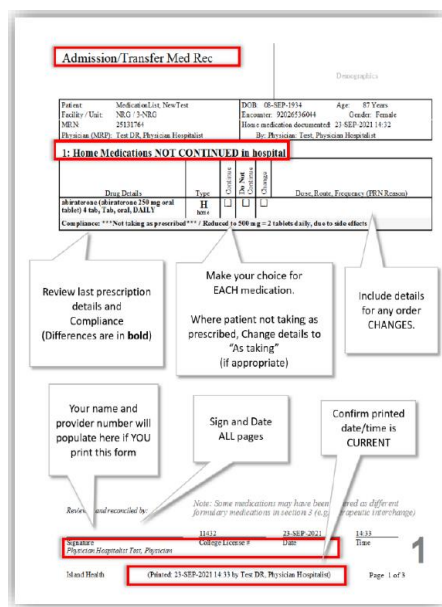 Admission/Transfer Med Rec
Demographics
Patient MedicationList, NewTest DOB 08-SEP-1934 Age: 87 Years
Facility / Unit: NRG / 3-NRG Encounter: 92026536044 Gender: Female
MRN: 25131764 Home medication documented: 23-SEP-2021 14:32
Physician (MRP): Test DR, Physician Hospitalist By: Physician: Test, Physician Hospitalist
1: Home Medications NOT CONTINUED in hospital
Drug Details Type Continue Do Not Continue Change Dose, Route, Frequency (PRN Reason)
abiraterone (abiraterone 250 mg oral H
tablet) 4 tab, Tab, oral, DAILY
Compliance: ***Not taking as prescribed*** / Reduced to 500 mg = 2 tablets daily, due to side effects
Review last prescription
details and
Compliance
(Differences are in bold)
Make your choice for
EACH medication.
Where patient not taking as
prescribed, Change details to
"As taking"
(if appropriate)
Include details
for any order
CHANGES.
Your name and
provider number will
populate here if YOU
print this form
Sign and Date
ALL pages
Confirm printed
date/time is
CURRENT
Note: Some medications may have been as different
formulary medications in section 3 (e.g. interchange)
and reconciled by:
11432 23-SEP-2021 14:33
Signature College License # Date Time
Physician Hospitalist Test, Physician
1
Island Health (Printed: 23-SEP-2021 14:33 by Test DR, Physician Hospitalist) Page 1 of 3